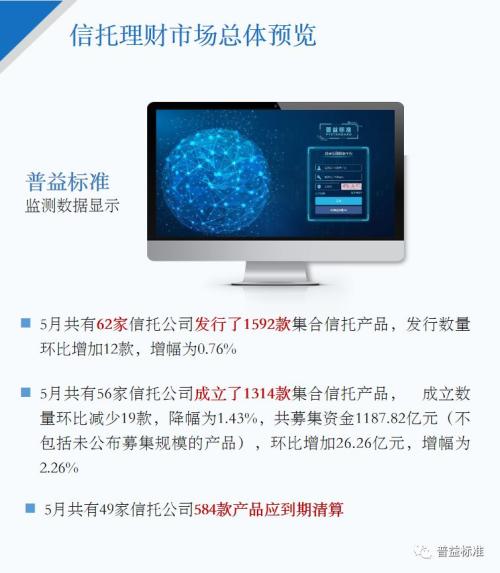 信托理财市场总体预览
普益标准
普益标准
监测数据显示
5月共有62家信托公司发行了1592款集合信托产品，发行数量
环比增加12款，增幅为0.76%
5月共有56家信托公司成立了1314款集合信托产品， 成立数
量环比减少19款，降幅为1.43%，共募集资金1187.82亿元（不
包括未公布募集规模的产品），环比增加26.26亿元，增幅为
2.26%
5月共有49家信托公司584款产品应到期清算
普益标准